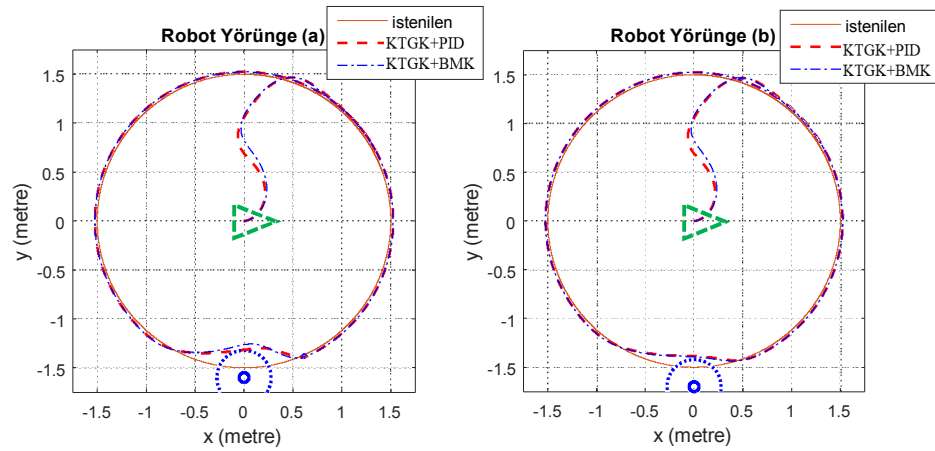 istenilen
KTGK+PID
KTGK+BMK
Robot Yörünge (a)
1.5
1
0.5
0
-0.5
-1
-1.5
y (metre)
-1.5 -1 -0.5 0 0.5 1 1.5
x (metre)
istenilen
KTGK+PID
KTGK+BMK
Robot Yörünge (b)
1.5
1
0.5
0
-0.5
-1
-1.5
y (metre)
-1.5 -1 -0.5 0 0.5 1 1.5
x (metre)